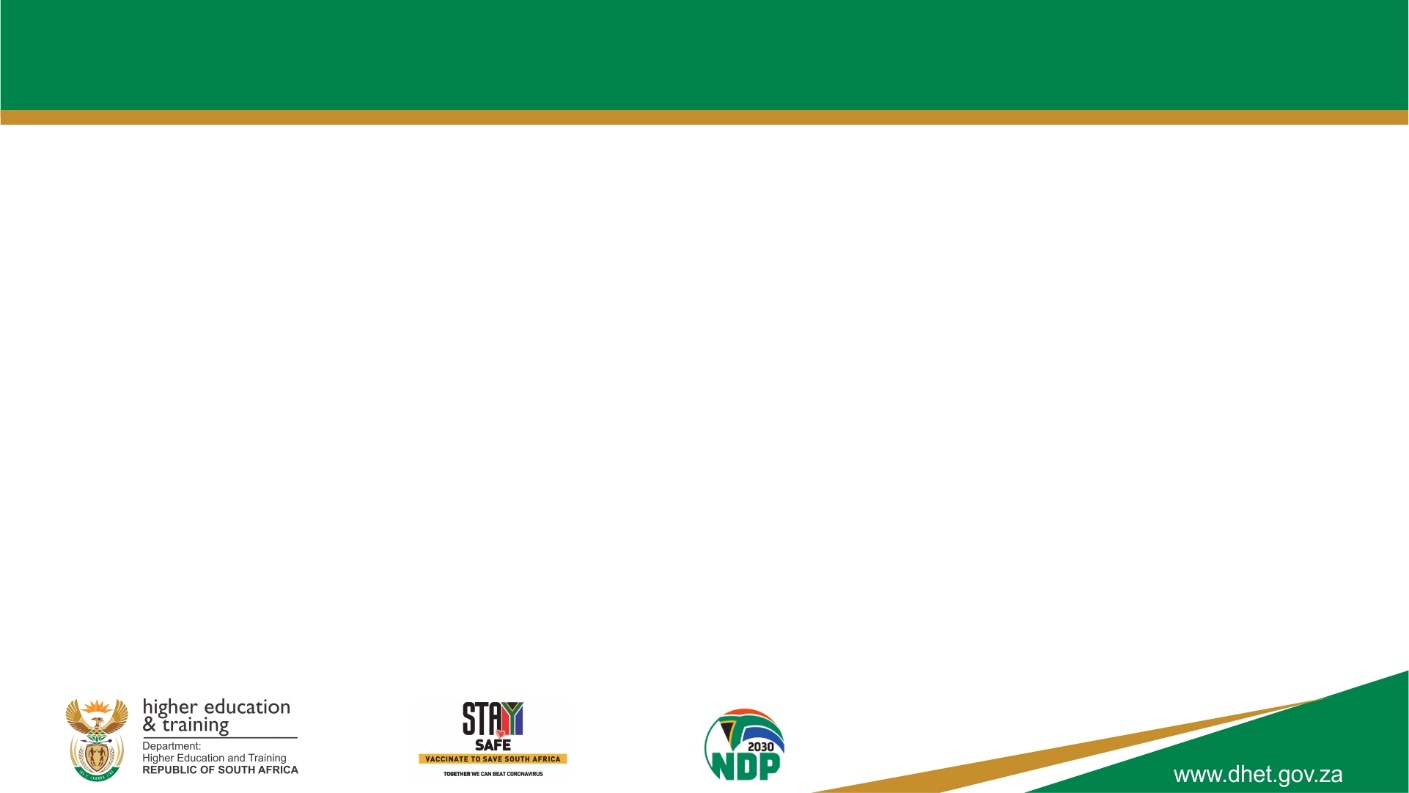 higher education
& training
Department:
Higher Education and Training
REPUBLIC OF SOUTH AFRICA
STAY
SAFE
VACCINATE TO SAVE SOUTH AFRICA
TOGETHER WE CAN BEAT CORONAVIRUS
2030
NDP
www.dhet.gov.za